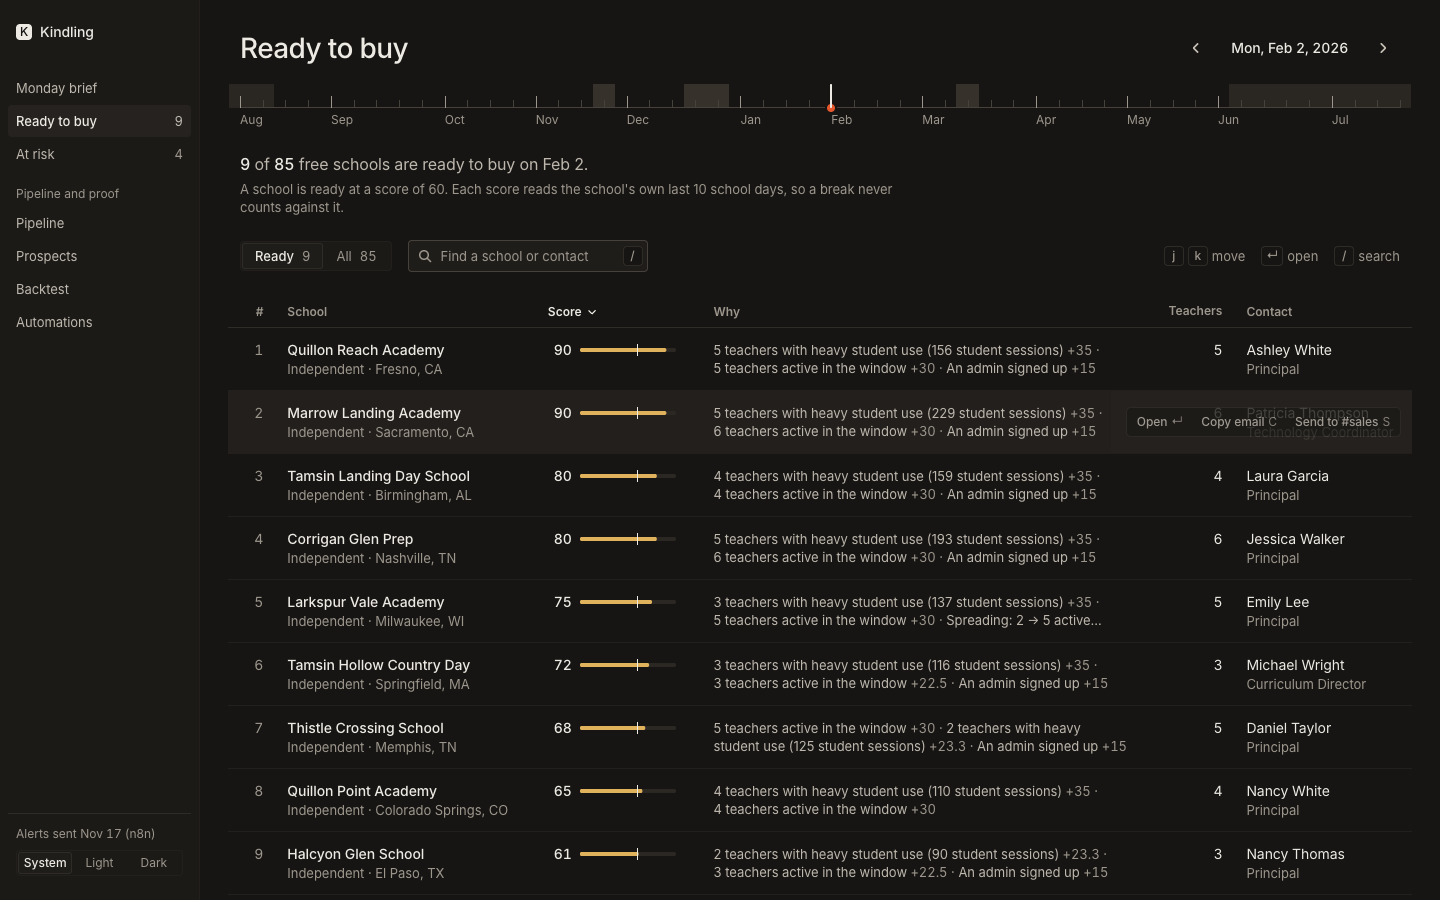 K Kindling
Monday brief
Ready to buy 9
At risk 4
Pipeline and proof
Pipeline
Prospects
Backtest
Automations
Alerts sent Nov 17 (n8n)
System Light Dark
Ready to buy
Mon, Feb 2, 2026
Aug Sep Oct Nov Dec Jan Feb Mar Apr May Jun Jul
9 of 85 free schools are ready to buy on Feb 2.
A school is ready at a score of 60. Each score reads the school's own last 10 school days, so a break never
counts against it.
Ready 9 All 85
Find a school or contact /
j k move ↵ open / search
# School Score Why Teachers Contact
1 Quillon Reach Academy 90 5 teachers with heavy student use (156 student sessions) +35 · 5 Ashley White
Independent · Fresno, CA 5 teachers active in the window +30 · An admin signed up +15 Principal
2 Marrow Landing Academy 90 5 teachers with heavy student use (229 student sessions) +35 · 6 Patricia Thompson
Independent · Sacramento, CA 6 teachers active in the window +30 · An admin signed up +15 Technology Coordinator
Open ↵ Copy email C Send to #sales S
3 Tamsin Landing Day School 80 4 teachers with heavy student use (159 student sessions) +35 · 4 Laura Garcia
Independent · Birmingham, AL 4 teachers active in the window +30 · An admin signed up +15 Principal
4 Corrigan Glen Prep 80 5 teachers with heavy student use (193 student sessions) +35 · 6 Jessica Walker
Independent · Nashville, TN 6 teachers active in the window +30 · An admin signed up +15 Principal
5 Larkspur Vale Academy 75 3 teachers with heavy student use (137 student sessions) +35 · 5 Emily Lee
Independent · Milwaukee, WI 5 teachers active in the window +30 · Spreading: 2 → 5 active... Principal
6 Tamsin Hollow Country Day 72 3 teachers with heavy student use (116 student sessions) +35 · 3 Michael Wright
Independent · Springfield, MA 3 teachers active in the window +22.5 · An admin signed up +15 Curriculum Director
7 Thistle Crossing School 68 5 teachers active in the window +30 · 2 teachers with heavy 5 Daniel Taylor
Independent · Memphis, TN student use (125 student sessions) +23.3 · An admin signed up +15 Principal
8 Quillon Point Academy 65 4 teachers with heavy student use (110 student sessions) +35 · 4 Nancy White
Independent · Colorado Springs, CO 4 teachers active in the window +30 Principal
9 Halcyon Glen School 61 2 teachers with heavy student use (90 student sessions) +23.3 · 3 Nancy Thomas
Independent · El Paso, TX 3 teachers active in the window +22.5 · An admin signed up +15 Principal